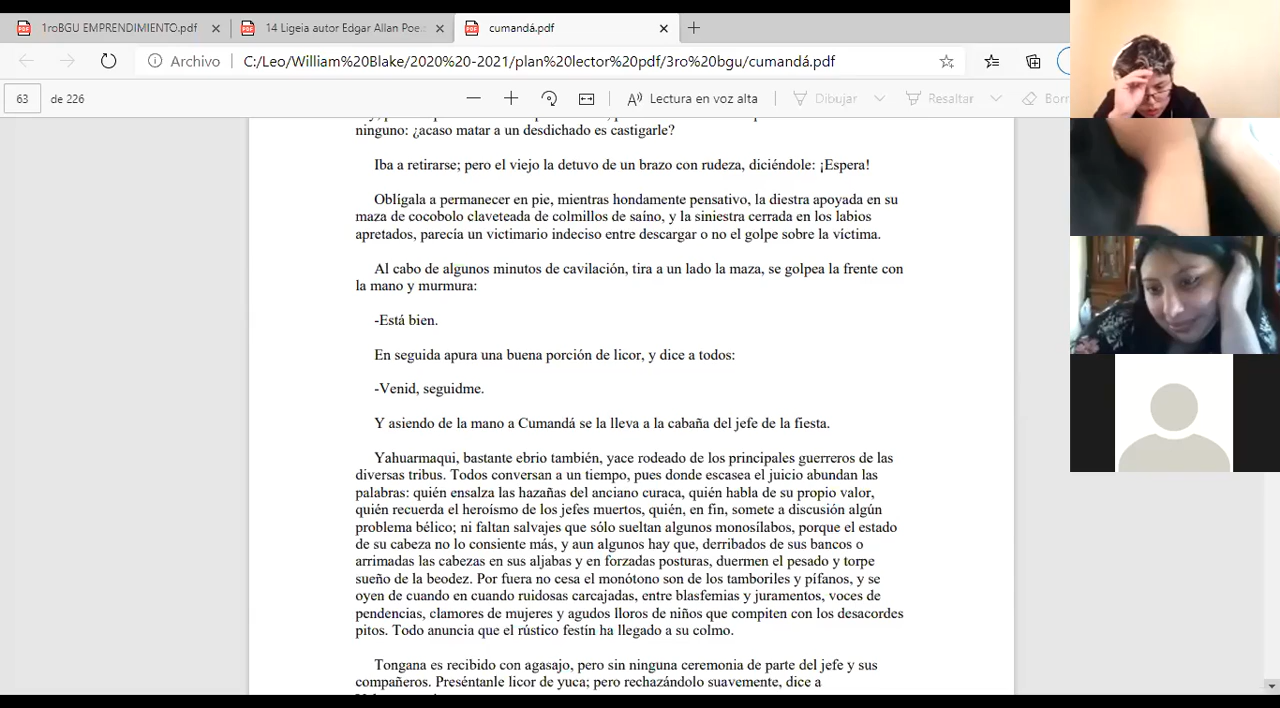 1roBGU EMPRENDIMIENTO.pdf
14 Ligeia autor Edgar Allan Poe.
cumandá.pdf
Archivo
C:/Leo/William%20Blake/2020%20-2021/plan%20lector%20pdf/3ro%20bgu/cumandá.pdf
63 de 226
Lectura en voz alta
Dibujar
Resaltar
Borr
ninguno: ¿acaso matar a un desdichado es castigarle?
Iba a retirarse; pero el viejo la detuvo de un brazo con rudeza, diciéndole: ¡Espera!
Oblígala a permanecer en pie, mientras hondamente pensativo, la diestra apoyada en su
maza de cocobolo claveteada de colmillos de saíno, y la siniestra cerrada en los labios
apretados, parecía un victimario indeciso entre descargar o no el golpe sobre la víctima.
Al cabo de algunos minutos de cavilación, tira a un lado la maza, se golpea la frente con
la mano y murmura:
-Está bien.
En seguida apura una buena porción de licor, y dice a todos:
-Venid, seguidme.
Y asiendo de la mano a Cumandá se la lleva a la cabaña del jefe de la fiesta.
Yahuarmaqui, bastante ebrio también, yace rodeado de los principales guerreros de las
diversas tribus. Todos conversan a un tiempo, pues donde escasea el juicio abundan las
palabras: quién ensalza las hazañas del anciano curaca, quién habla de su propio valor,
quién recuerda el heroísmo de los jefes muertos, quién, en fin, somete a discusión algún
problema bélico; ni faltan salvajes que sólo sueltan algunos monosílabos, porque el estado
de su cabeza no lo consiente más, y aun algunos hay que, derribados de sus bancos o
arrimadas las cabezas en sus aljabas y en forzadas posturas, duermen el pesado y torpe
sueño de la beodez. Por fuera no cesa el monótono son de los tamboriles y pífanos, y se
oyen de cuando en cuando ruidosas carcajadas, entre blasfemias y juramentos, voces de
pendencias, clamores de mujeres y agudos lloros de niños que compiten con los desacordes
pitos. Todo anuncia que el rústico festín ha llegado a su colmo.
Tongana es recibido con agasajo, pero sin ninguna ceremonia de parte del jefe y sus
compañeros. Preséntanle licor de yuca; pero rechazándolo suavemente, dice a